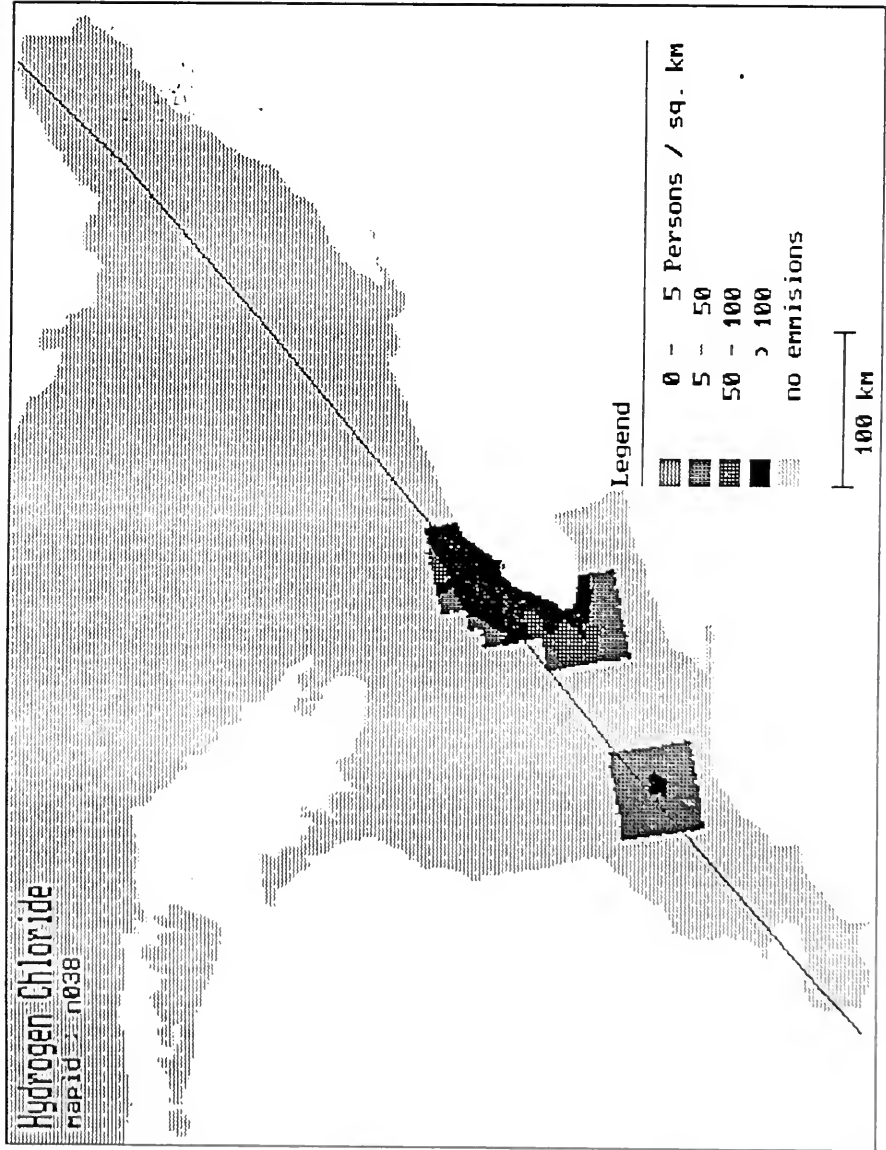 Hydrogen Chloride
mapid : n038
Legend
0 - 5 Persons / sq. km
5 - 50
50 - 100
> 100
no emmisions
100 km